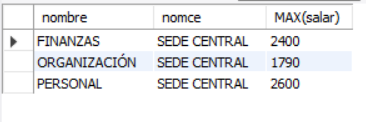 nombre nomce MAX(salar)
FINANZAS SEDE CENTRAL 2400
ORGANIZACIÓN SEDE CENTRAL 1790
PERSONAL SEDE CENTRAL 2600